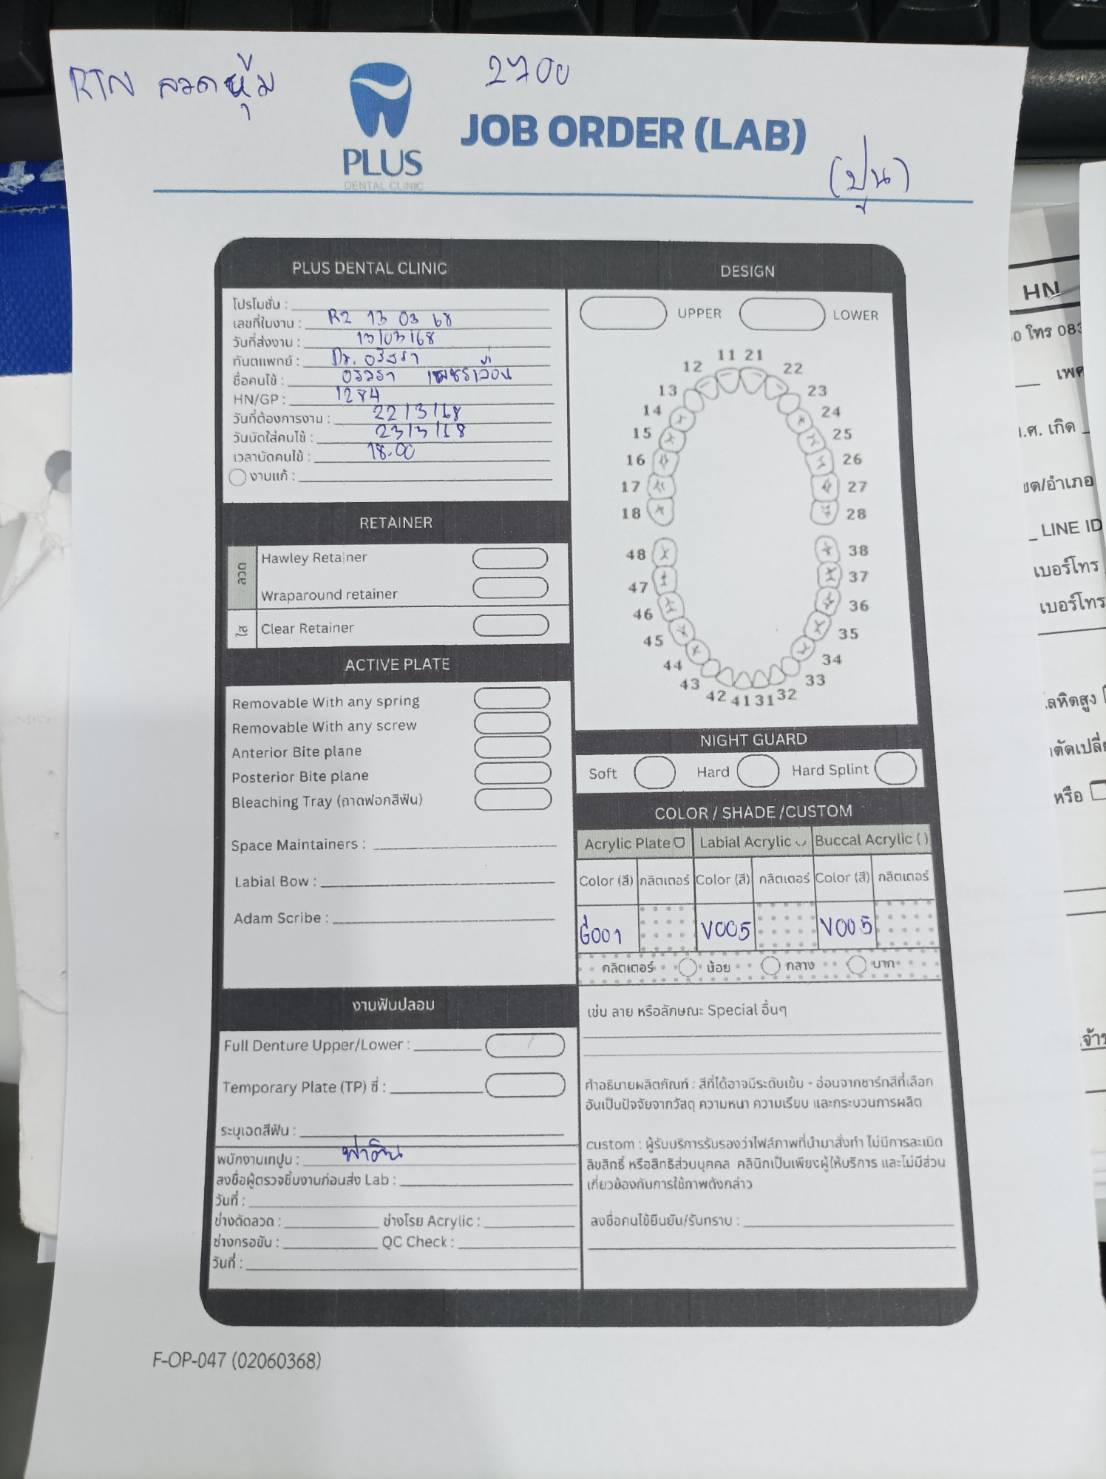 RTN ลวดหุ้ม
2700
PLUS
DENTAL CLINIC
JOB ORDER (LAB)
(ปูน)
PLUS DENTAL CLINIC
โปรโมชั่น :
เลขที่ใบงาน : R2 13 03 68
วันที่ส่งงาน : 13/03/68
ทันตแพทย์ : Dr.
ชื่อคนไข้ :
HN/GP : 1284
วันที่ต้องการงาน : 22/3/68
วันนัดใส่คนไข้ : 23/3/68
เวลานัดคนไข้ : 18.00
งานแก้ :
RETAINER
ลวด
Hawley Retainer
Wraparound retainer
ใส
Clear Retainer
ACTIVE PLATE
Removable With any spring
Removable With any screw
Anterior Bite plane
Posterior Bite plane
Bleaching Tray (ถาดฟอกสีฟัน)
Space Maintainers :
Labial Bow :
Adam Scribe :
งานฟันปลอม
Full Denture Upper/Lower :
Temporary Plate (TP) ซี่ :
ระบุเฉดสีฟัน :
พนักงานเทปูน : ฟาอิน
ลงชื่อผู้ตรวจชิ้นงานก่อนส่ง Lab :
วันที่ :
ช่างดัดลวด :
ช่างโรย Acrylic :
ช่างกรอขัด :
QC Check :
วันที่ :
DESIGN
UPPER
LOWER
11 21
12 22
13 23
14 24
15 25
16 26
17 27
18 28
48 38
47 37
46 36
45 35
44 34
43 33
42 41 31 32
NIGHT GUARD
Soft
Hard
Hard Splint
COLOR / SHADE /CUSTOM
Acrylic Plate
Labial Acrylic
Buccal Acrylic ( )
Color (สี) กลิตเตอร์ Color (สี) กลิตเตอร์ Color (สี) กลิตเตอร์
G001 V005 V005
กลิตเตอร์ น้อย กลาง มาก
เช่น ลาย หรือลักษณะ Special อื่นๆ
คำอธิบายผลิตภัณฑ์ : สีที่ได้อาจมีระดับเข้ม - อ่อนจากชาร์ทสีที่เลือก
อันเป็นปัจจัยจากวัสดุ ความหนา ความเรียบ และกระบวนการผลิต
custom : ผู้รับบริการรับรองว่าไฟล์ภาพที่นำมาสั่งทำ ไม่มีการละเมิด
ลิขสิทธิ์ หรือสิทธิส่วนบุคคล คลินิกเป็นเพียงผู้ให้บริการ และไม่มีส่วน
เกี่ยวข้องกับการใช้ภาพดังกล่าว
ลงชื่อคนไข้ยืนยัน/รับทราบ :
F-OP-047 (02060368)
HN
0 โทร 083
เพศ
.ศ. เกิด
ขต/อำเภอ
LINE ID
เบอร์โทร
เบอร์โทร
ลหิตสูง
หรือ